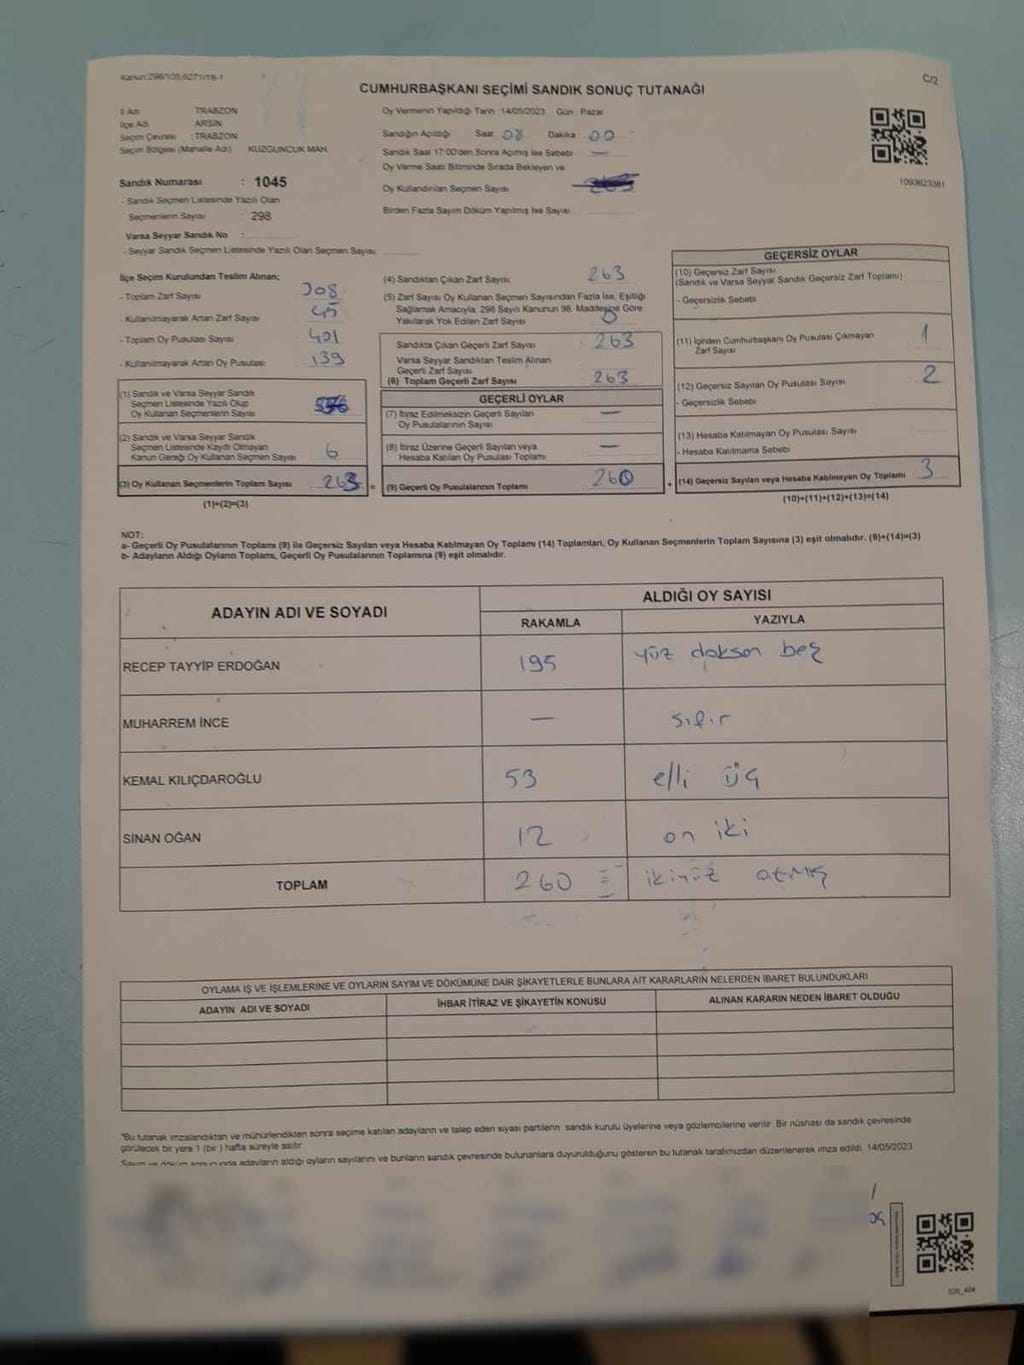 Kanun:298/105,6271/16-1
C/2
CUMHURBAŞKANI SEÇİMİ SANDIK SONUÇ TUTANAĞI
İl Adı TRABZON
İlçe Adı ARSİN
Seçim Çevresi : TRABZON
Seçim Bölgesi (Mahalle Adı) KUZGUNCUK MAH
Sandık Numarası : 1045
- Sandık Seçmen Listesinde Yazılı Olan
Seçmenlerin Sayısı : 298
Varsa Seyyar Sandık No :
- Seyyar Sandık Seçmen Listesinde Yazılı Olan Seçmen Sayısı
Oy Vermenin Yapıldığı Tarih :14/05/2023 Gün : Pazar
Sandığın Açıldığı Saat 08 Dakika 00
Sandık Saat 17:00'den Sonra Açılmış İse Sebebi —
Oy Verme Saati Bitiminde Sırada Bekleyen ve
Oy Kullandırılan Seçmen Sayısı
Birden Fazla Sayım Döküm Yapılmış İse Sayısı
1093623381
İlçe Seçim Kurulundan Teslim Alınan;
- Toplam Zarf Sayısı 308
- Kullanılmayarak Artan Zarf Sayısı 45
- Toplam Oy Pusulası Sayısı 401
- Kullanılmayarak Artan Oy Pusulası 139
(1) Sandık ve Varsa Seyyar Sandık
Seçmen Listesinde Yazılı Olup
Oy Kullanan Seçmenlerin Sayısı
(2) Sandık ve Varsa Seyyar Sandık
Seçmen Listesinde Kayıtlı Olmayan
Kanun Gereği Oy Kullanan Seçmen Sayısı 6
(3) Oy Kullanan Seçmenlerin Toplam Sayısı 263 =
(1)+(2)=(3)
(4) Sandıktan Çıkan Zarf Sayısı 263
(5) Zarf Sayısı Oy Kullanan Seçmen Sayısından Fazla İse, Eşitliği
Sağlamak Amacıyla; 298 Sayılı Kanunun 98. Maddesine Göre
Yakılarak Yok Edilen Zarf Sayısı 0
Sandıkta Çıkan Geçerli Zarf Sayısı : 263
Varsa Seyyar Sandıktan Teslim Alınan
Geçerli Zarf Sayısı
(6) Toplam Geçerli Zarf Sayısı : 263
GEÇERLİ OYLAR
(7) İtiraz Edilmeksizin Geçerli Sayılan —
Oy Pusulalarının Sayısı
(8) İtiraz Üzerine Geçerli Sayılan veya —
Hesaba Katılan Oy Pusulası Toplamı
(9) Geçerli Oy Pusulalarının Toplamı 260 +
GEÇERSİZ OYLAR
(10) Geçersiz Zarf Sayısı
(Sandık ve Varsa Seyyar Sandık Geçersiz Zarf Toplamı)
- Geçersizlik Sebebi
(11) İçinden Cumhurbaşkanı Oy Pusulası Çıkmayan 1
Zarf Sayısı
(12) Geçersiz Sayılan Oy Pusulası Sayısı 2
- Geçersizlik Sebebi
(13) Hesaba Katılmayan Oy Pusulası Sayısı
- Hesaba Katılmama Sebebi
(14) Geçersiz Sayılan veya Hesaba Katılmayan Oy Toplamı 3
(10)+(11)+(12)+(13)=(14)
NOT:
a- Geçerli Oy Pusulalarının Toplamı (9) ile Geçersiz Sayılan veya Hesaba Katılmayan Oy Toplamı (14) Toplamları, Oy Kullanan Seçmenlerin Toplam Sayısına (3) eşit olmalıdır. (9)+(14)=(3)
b- Adayların Aldığı Oyların Toplamı, Geçerli Oy Pusulalarının Toplamına (9) eşit olmalıdır.
ADAYIN ADI VE SOYADI ALDIĞI OY SAYISI
RAKAMLA YAZIYLA
RECEP TAYYİP ERDOĞAN 195 yüz doksan beş
MUHARREM İNCE — sıfır
KEMAL KILIÇDAROĞLU 53 elli üç
SİNAN OĞAN 12 on iki
TOPLAM 260 ikiyüz atmış
OYLAMA İŞ VE İŞLEMLERİNE VE OYLARIN SAYIM VE DÖKÜMÜNE DAİR ŞİKAYETLERLE BUNLARA AİT KARARLARIN NELERDEN İBARET BULUNDUKLARI
ADAYIN ADI VE SOYADI İHBAR İTİRAZ VE ŞİKAYETİN KONUSU ALINAN KARARIN NEDEN İBARET OLDUĞU
"Bu tutanak imzalandıktan ve mühürlendikten sonra seçime katılan adayların ve talep eden siyasi partilerin sandık kurulu üyelerine veya gözlemcilerine verilir. Bir nüshası da sandık çevresinde
görülecek bir yere 1 (bir ) hafta süreyle asılır.
Sayım ve döküm sonucunda adayların aldığı oyların sayılarını ve bunların sandık çevresinde bulunanlara duyurulduğunu gösteren bu tutanak tarafımızdan düzenlenerek imza edildi. 14/05/2023